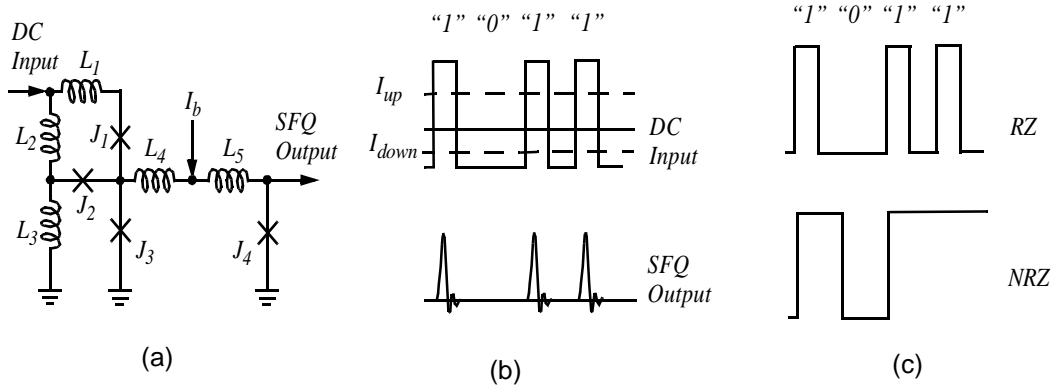 DC
Input
L1
L2
J1
Ib
L4
L5
SFQ
Output
J2
L3
J3
J4
(a)
"1" "0" "1" "1"
Iup
Idown
DC
Input
SFQ
Output
(b)
"1" "0" "1" "1"
RZ
NRZ
(c)